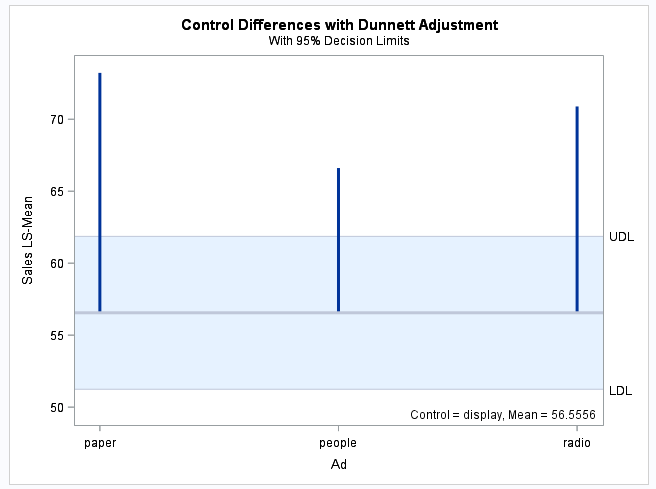 Control Differences with Dunnett Adjustment
With 95% Decision Limits
Sales LS-Mean
70
65
60
55
50
UDL
LDL
Control = display, Mean = 56.5556
paper people radio
Ad